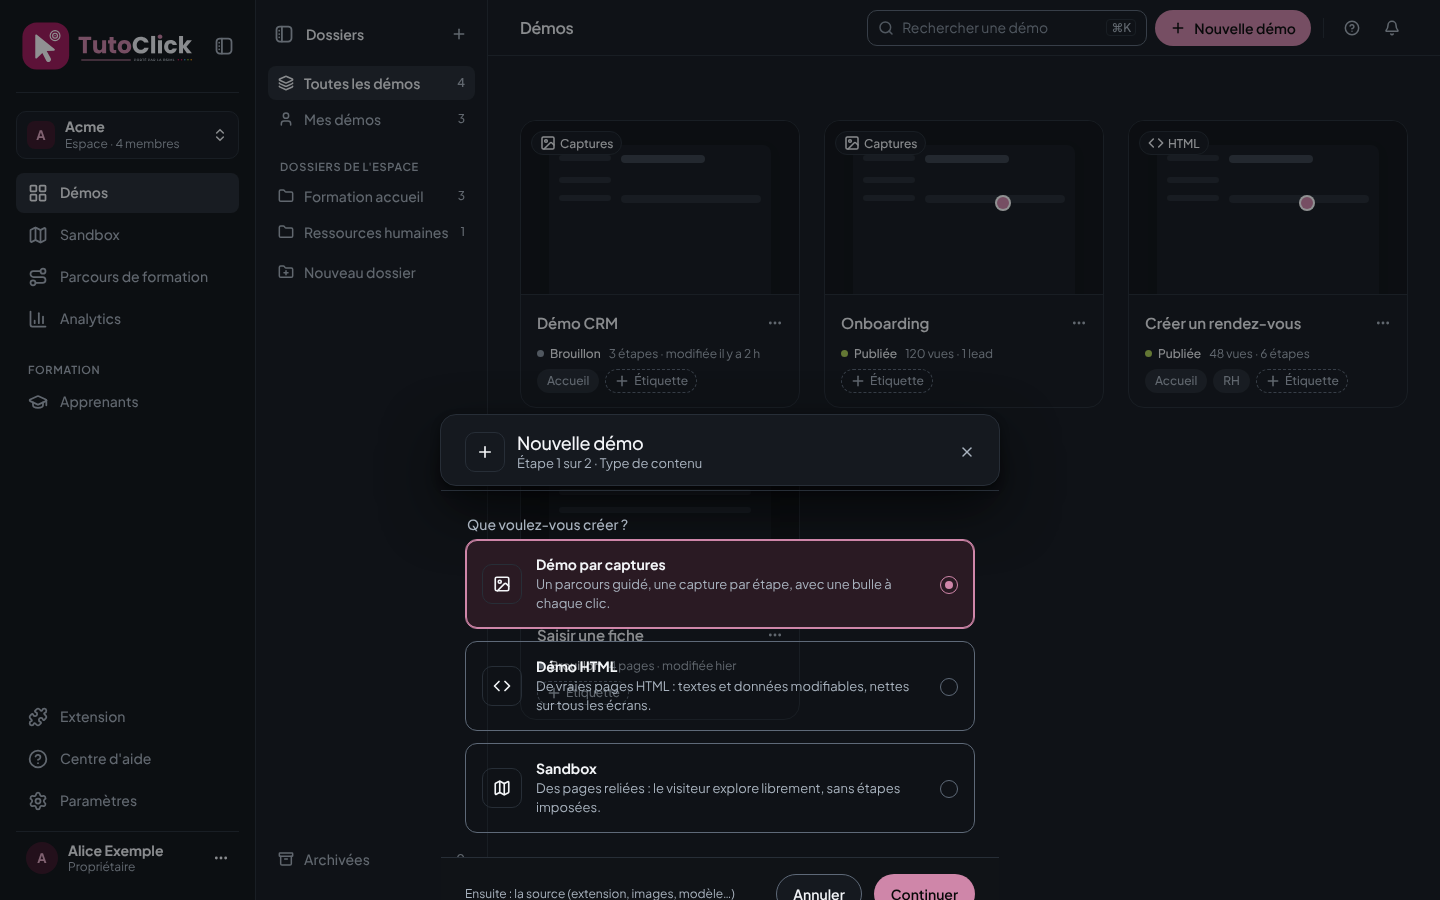 TutoClick
Acme
Espace · 4 membres
A
Démos
Sandbox
Parcours de formation
Analytics
FORMATION
Apprenants
Extension
Centre d'aide
Paramètres
A
Alice Exemple
Propriétaire
Dossiers
Toutes les démos 4
Mes démos 3
DOSSIERS DE L'ESPACE
Formation accueil 3
Ressources humaines 1
Nouveau dossier
Archivées
Démos
Rechercher une démo ⌘K
Nouvelle démo
Captures
Démo CRM
Brouillon 3 étapes · modifiée il y a 2 h
Accueil Étiquette
Captures
Onboarding
Publiée 120 vues · 1 lead
Étiquette
HTML
Créer un rendez-vous
Publiée 48 vues · 6 étapes
Accueil RH Étiquette
Nouvelle démo
Étape 1 sur 2 · Type de contenu
Que voulez-vous créer ?
Démo par captures
Un parcours guidé, une capture par étape, avec une bulle à
chaque clic.
Saisir une fiche
pages · modifiée hier
Étiquette
Démo HTML
De vraies pages HTML : textes et données modifiables, nettes
sur tous les écrans.
Sandbox
Des pages reliées : le visiteur explore librement, sans étapes
imposées.
Ensuite : la source (extension, images, modèle…)
Annuler
Continuer